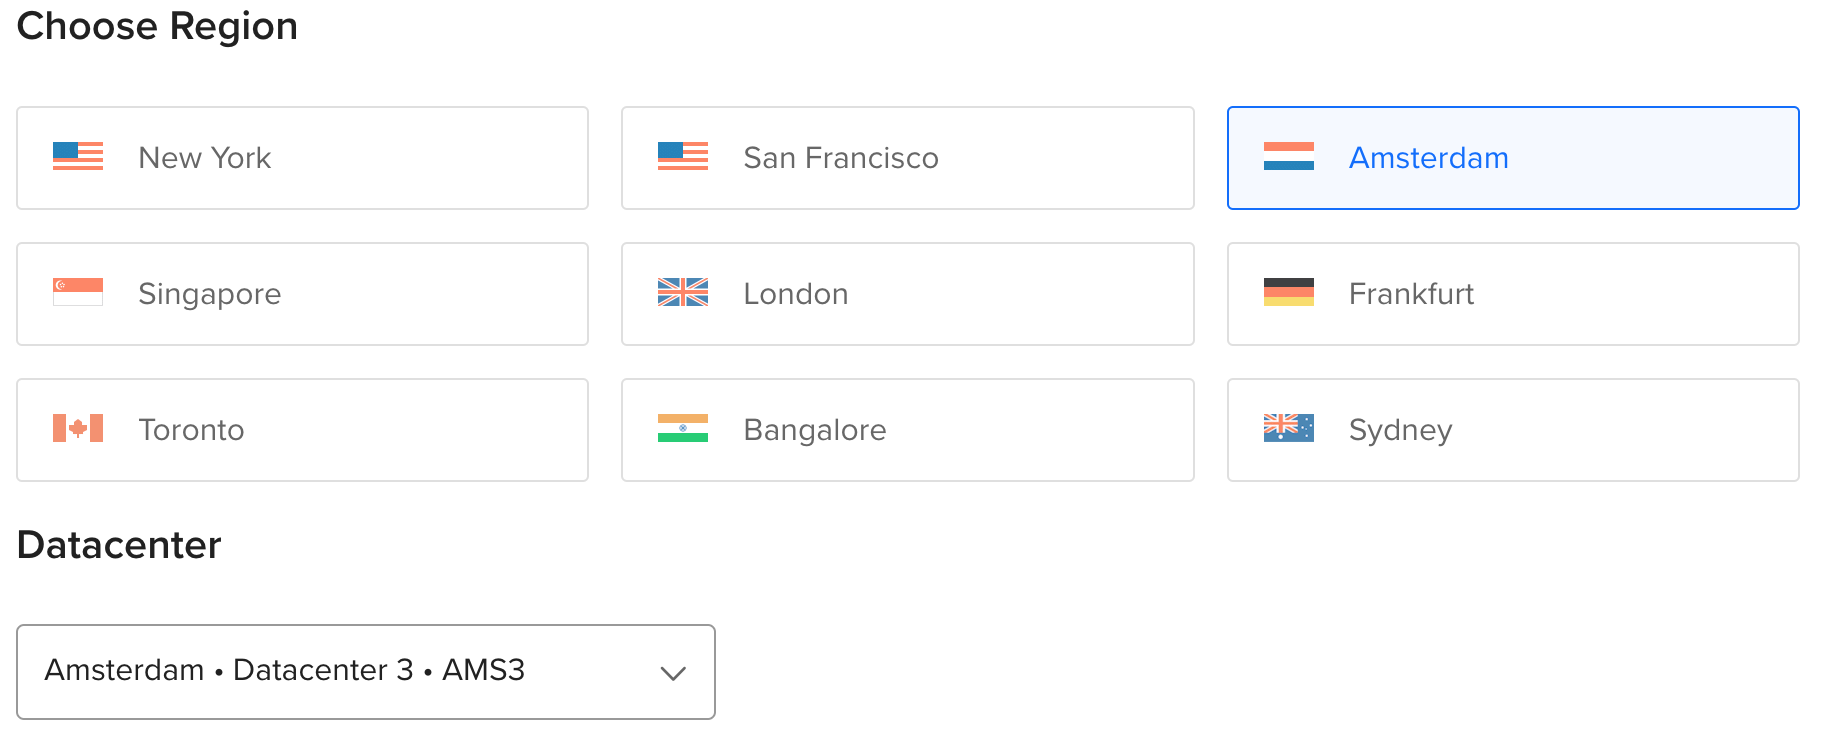 Choose Region
New York
San Francisco
Amsterdam
Singapore
London
Frankfurt
Toronto
Bangalore
Sydney
Datacenter
Amsterdam • Datacenter 3 • AMS3